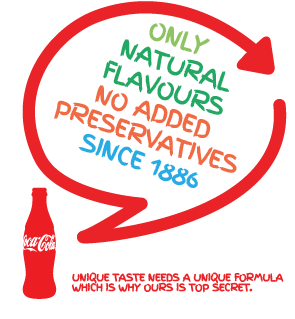 ONLY
NATURAL
FLAVOURS
NO ADDED
PRESERVATIVES
SINCE 1886
Coca-Cola
UNIQUE TASTE NEEDS A UNIQUE FORMULA
WHICH IS WHY OURS IS TOP SECRET.